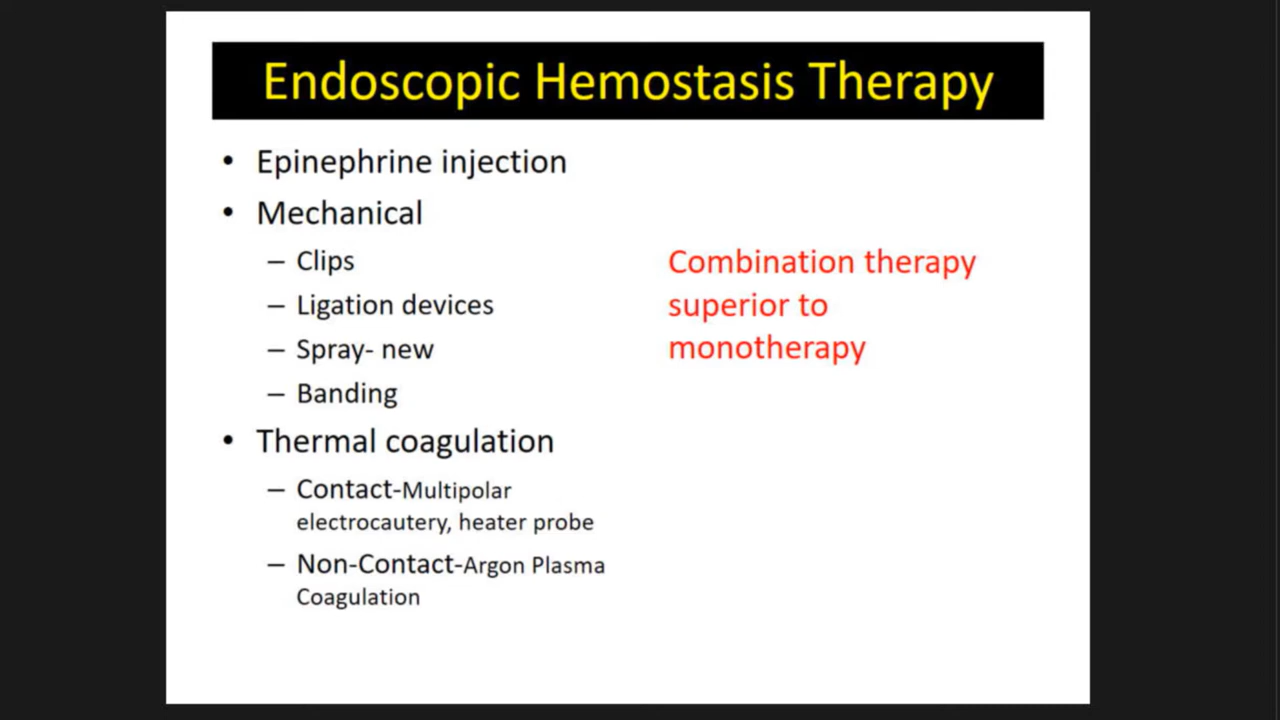 Endoscopic Hemostasis Therapy
• Epinephrine injection
• Mechanical
– Clips
– Ligation devices
– Spray- new
– Banding
• Thermal coagulation
– Contact-Multipolar
electrocautery, heater probe
– Non-Contact-Argon Plasma
Coagulation
Combination therapy
superior to
monotherapy